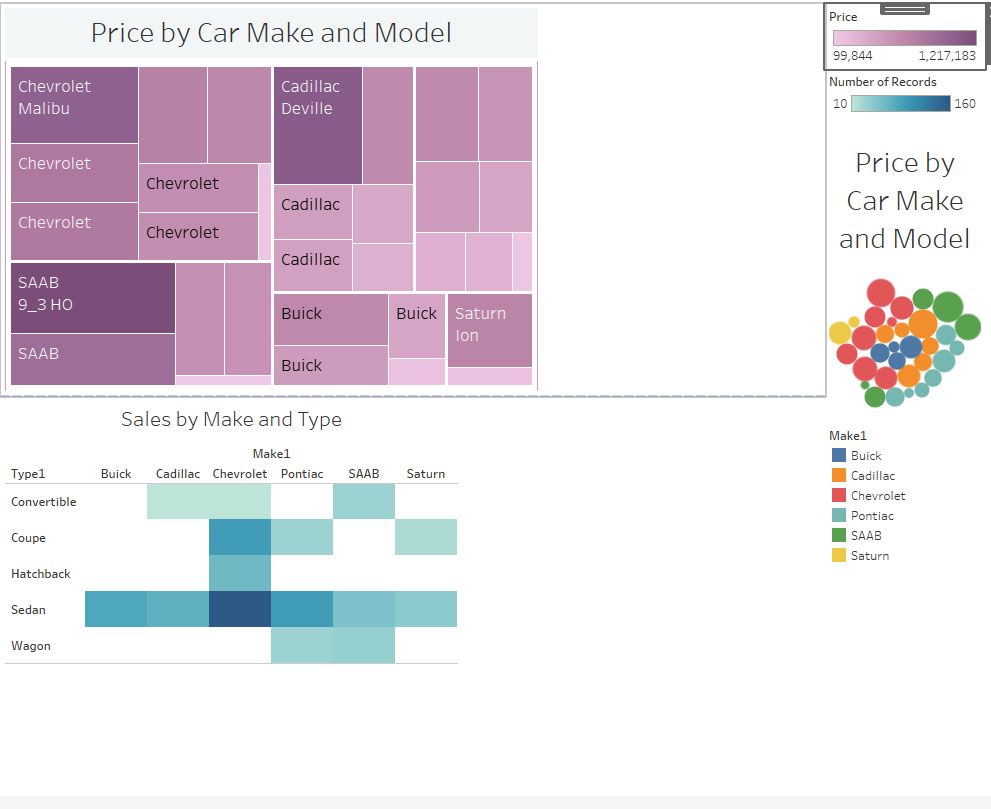 Price by Car Make and Model
Chevrolet
Malibu
Chevrolet
Chevrolet
Chevrolet
Chevrolet
SAAB
9_3 HO
SAAB
Cadillac
Deville
Cadillac
Cadillac
Buick
Buick
Buick
Saturn
Ion
Price
99,844 1,217,183
Number of Records
10 160
Price by
Car Make
and Model
Make1
Buick
Cadillac
Chevrolet
Pontiac
SAAB
Saturn
Sales by Make and Type
Make1
Type1 Buick Cadillac Chevrolet Pontiac SAAB Saturn
Convertible
Coupe
Hatchback
Sedan
Wagon